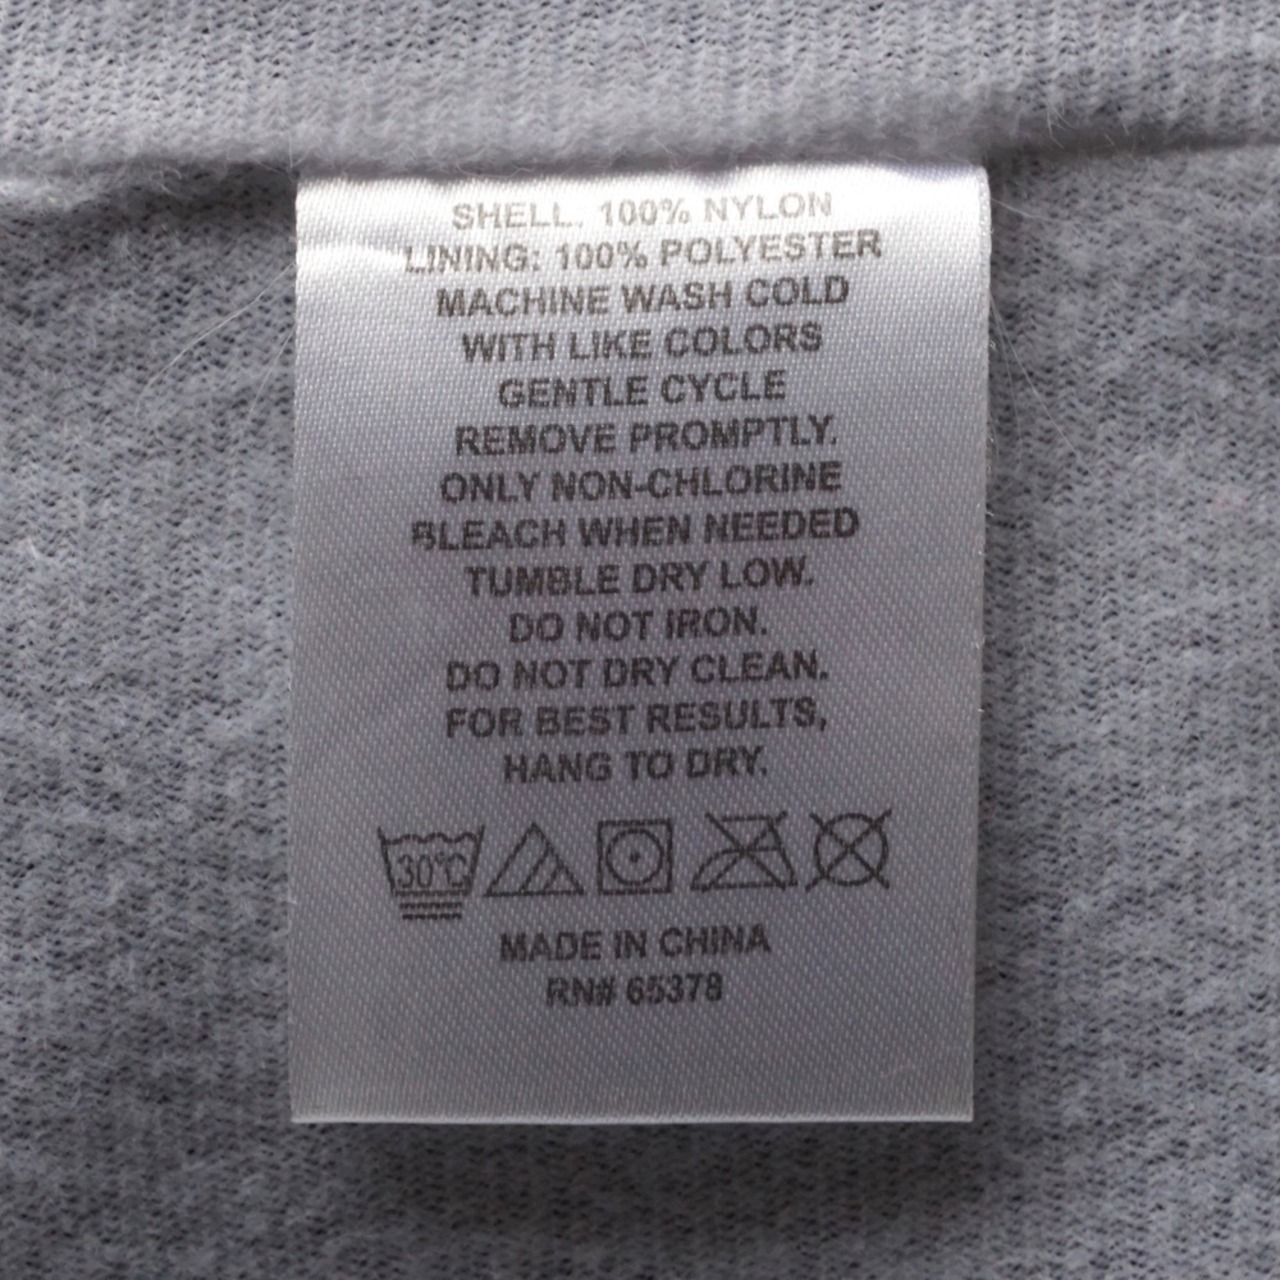 SHELL: 100% NYLON
LINING: 100% POLYESTER
MACHINE WASH COLD
WITH LIKE COLORS
GENTLE CYCLE
REMOVE PROMPTLY.
ONLY NON-CHLORINE
BLEACH WHEN NEEDED
TUMBLE DRY LOW.
DO NOT IRON.
DO NOT DRY CLEAN.
FOR BEST RESULTS,
HANG TO DRY.
30°C
MADE IN CHINA
RN# 65378